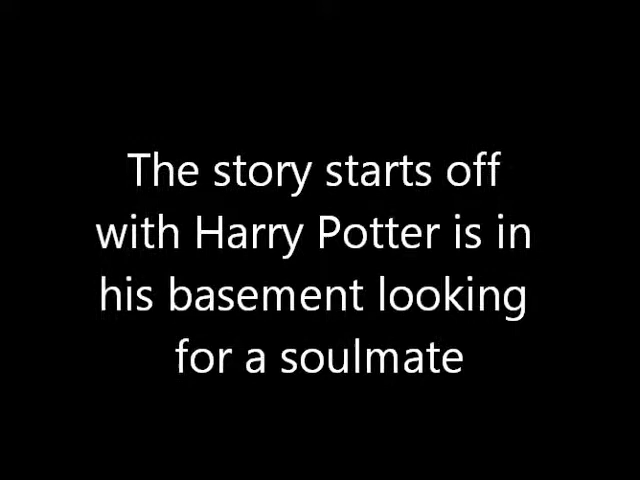 The story starts off
with Harry Potter is in
his basement looking
for a soulmate